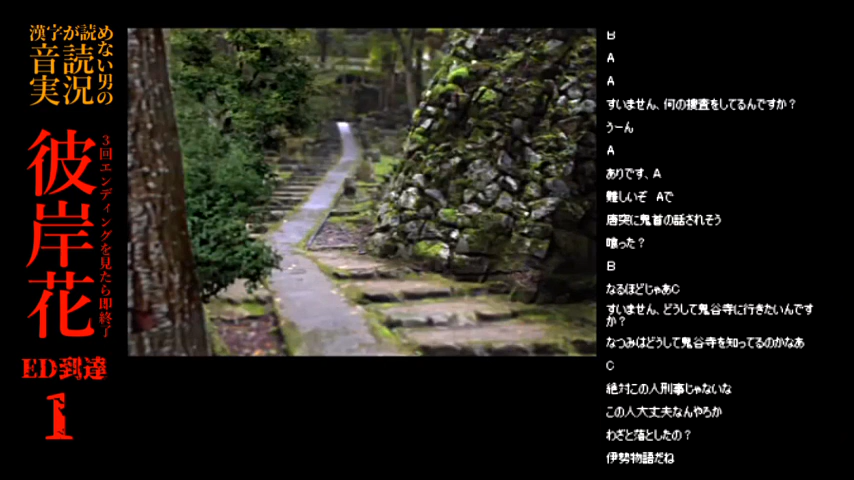 漢字が読め
ない男の
音読
実況
彼岸花
3回エンディングを見たら即終了
ED到達
1
B
A
A
すいません、何の捜査をしてるんですか?
うーん
A
ありです、A
難しいぞ Aで
唐突に鬼首の話されそう
喰った?
B
なるほどじゃあC
すいません、どうして鬼谷寺に行きたいんです
か?
なつみはどうして鬼谷寺を知ってるのかなあ
C
絶対この人刑事じゃないな
この人大丈夫なんやろか
わざと落としたの?
伊勢物語だね